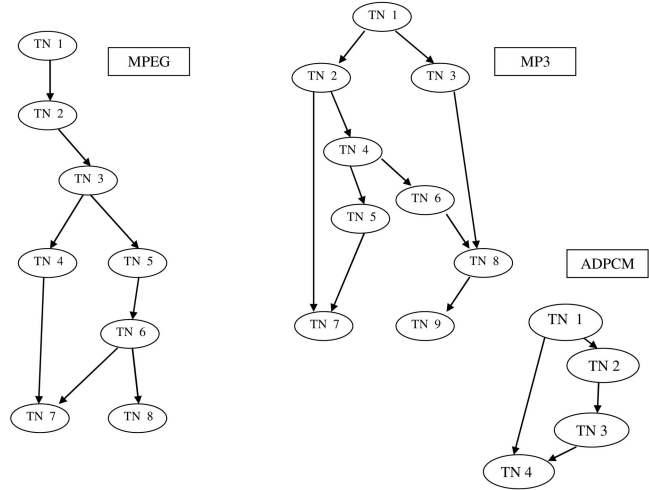 TN 1
MPEG
TN 2
TN 3
TN 4
TN 5
TN 6
TN 7
TN 8
TN 1
MP3
TN 2
TN 3
TN 4
TN 6
TN 5
TN 8
TN 7
TN 9
ADPCM
TN 1
TN 2
TN 3
TN 4